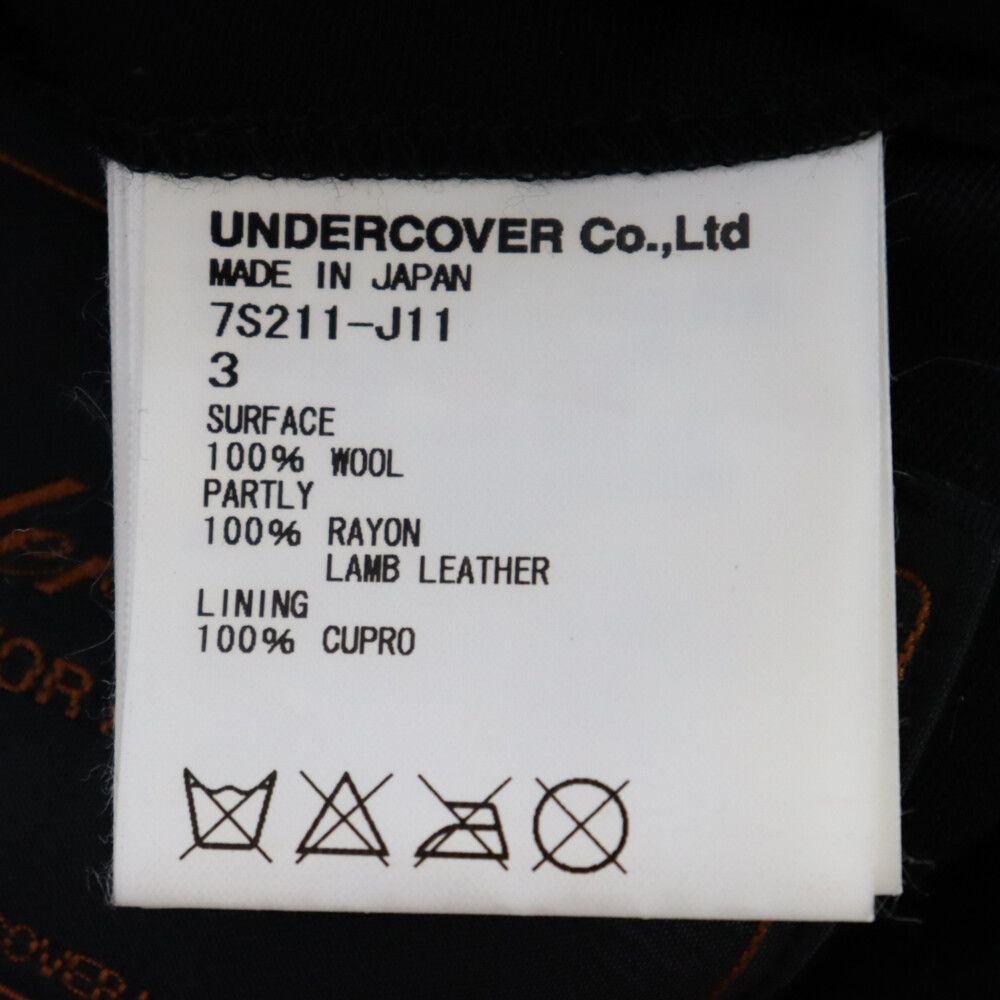 UNDERCOVER Co.,Ltd
MADE IN JAPAN
7S211-J11
3
SURFACE
100% WOOL
PARTLY
100% RAYON
LAMB LEATHER
LINING
100% CUPRO